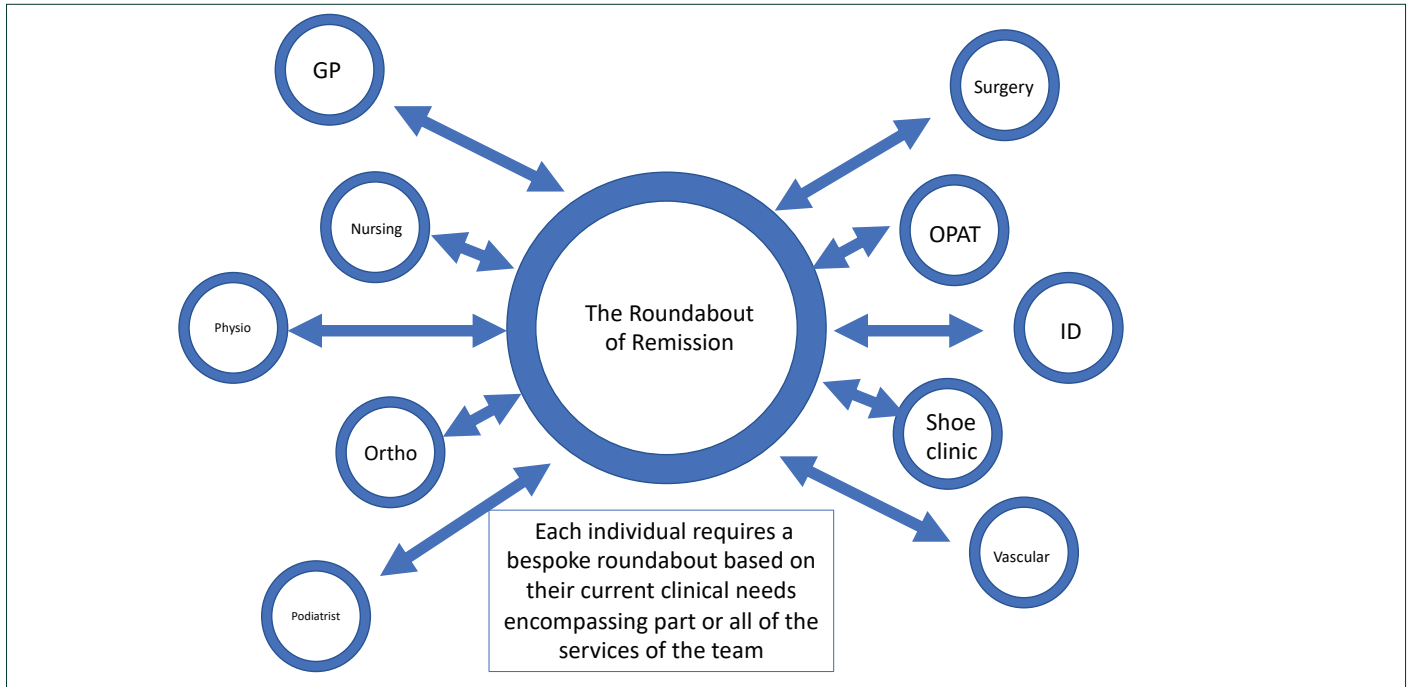 GP
Surgery
Nursing
OPAT
Physio
The Roundabout
of Remission
ID
Ortho
Shoe
clinic
Podiatrist
Vascular
Each individual requires a
bespoke roundabout based on
their current clinical needs
encompassing part or all of the
services of the team